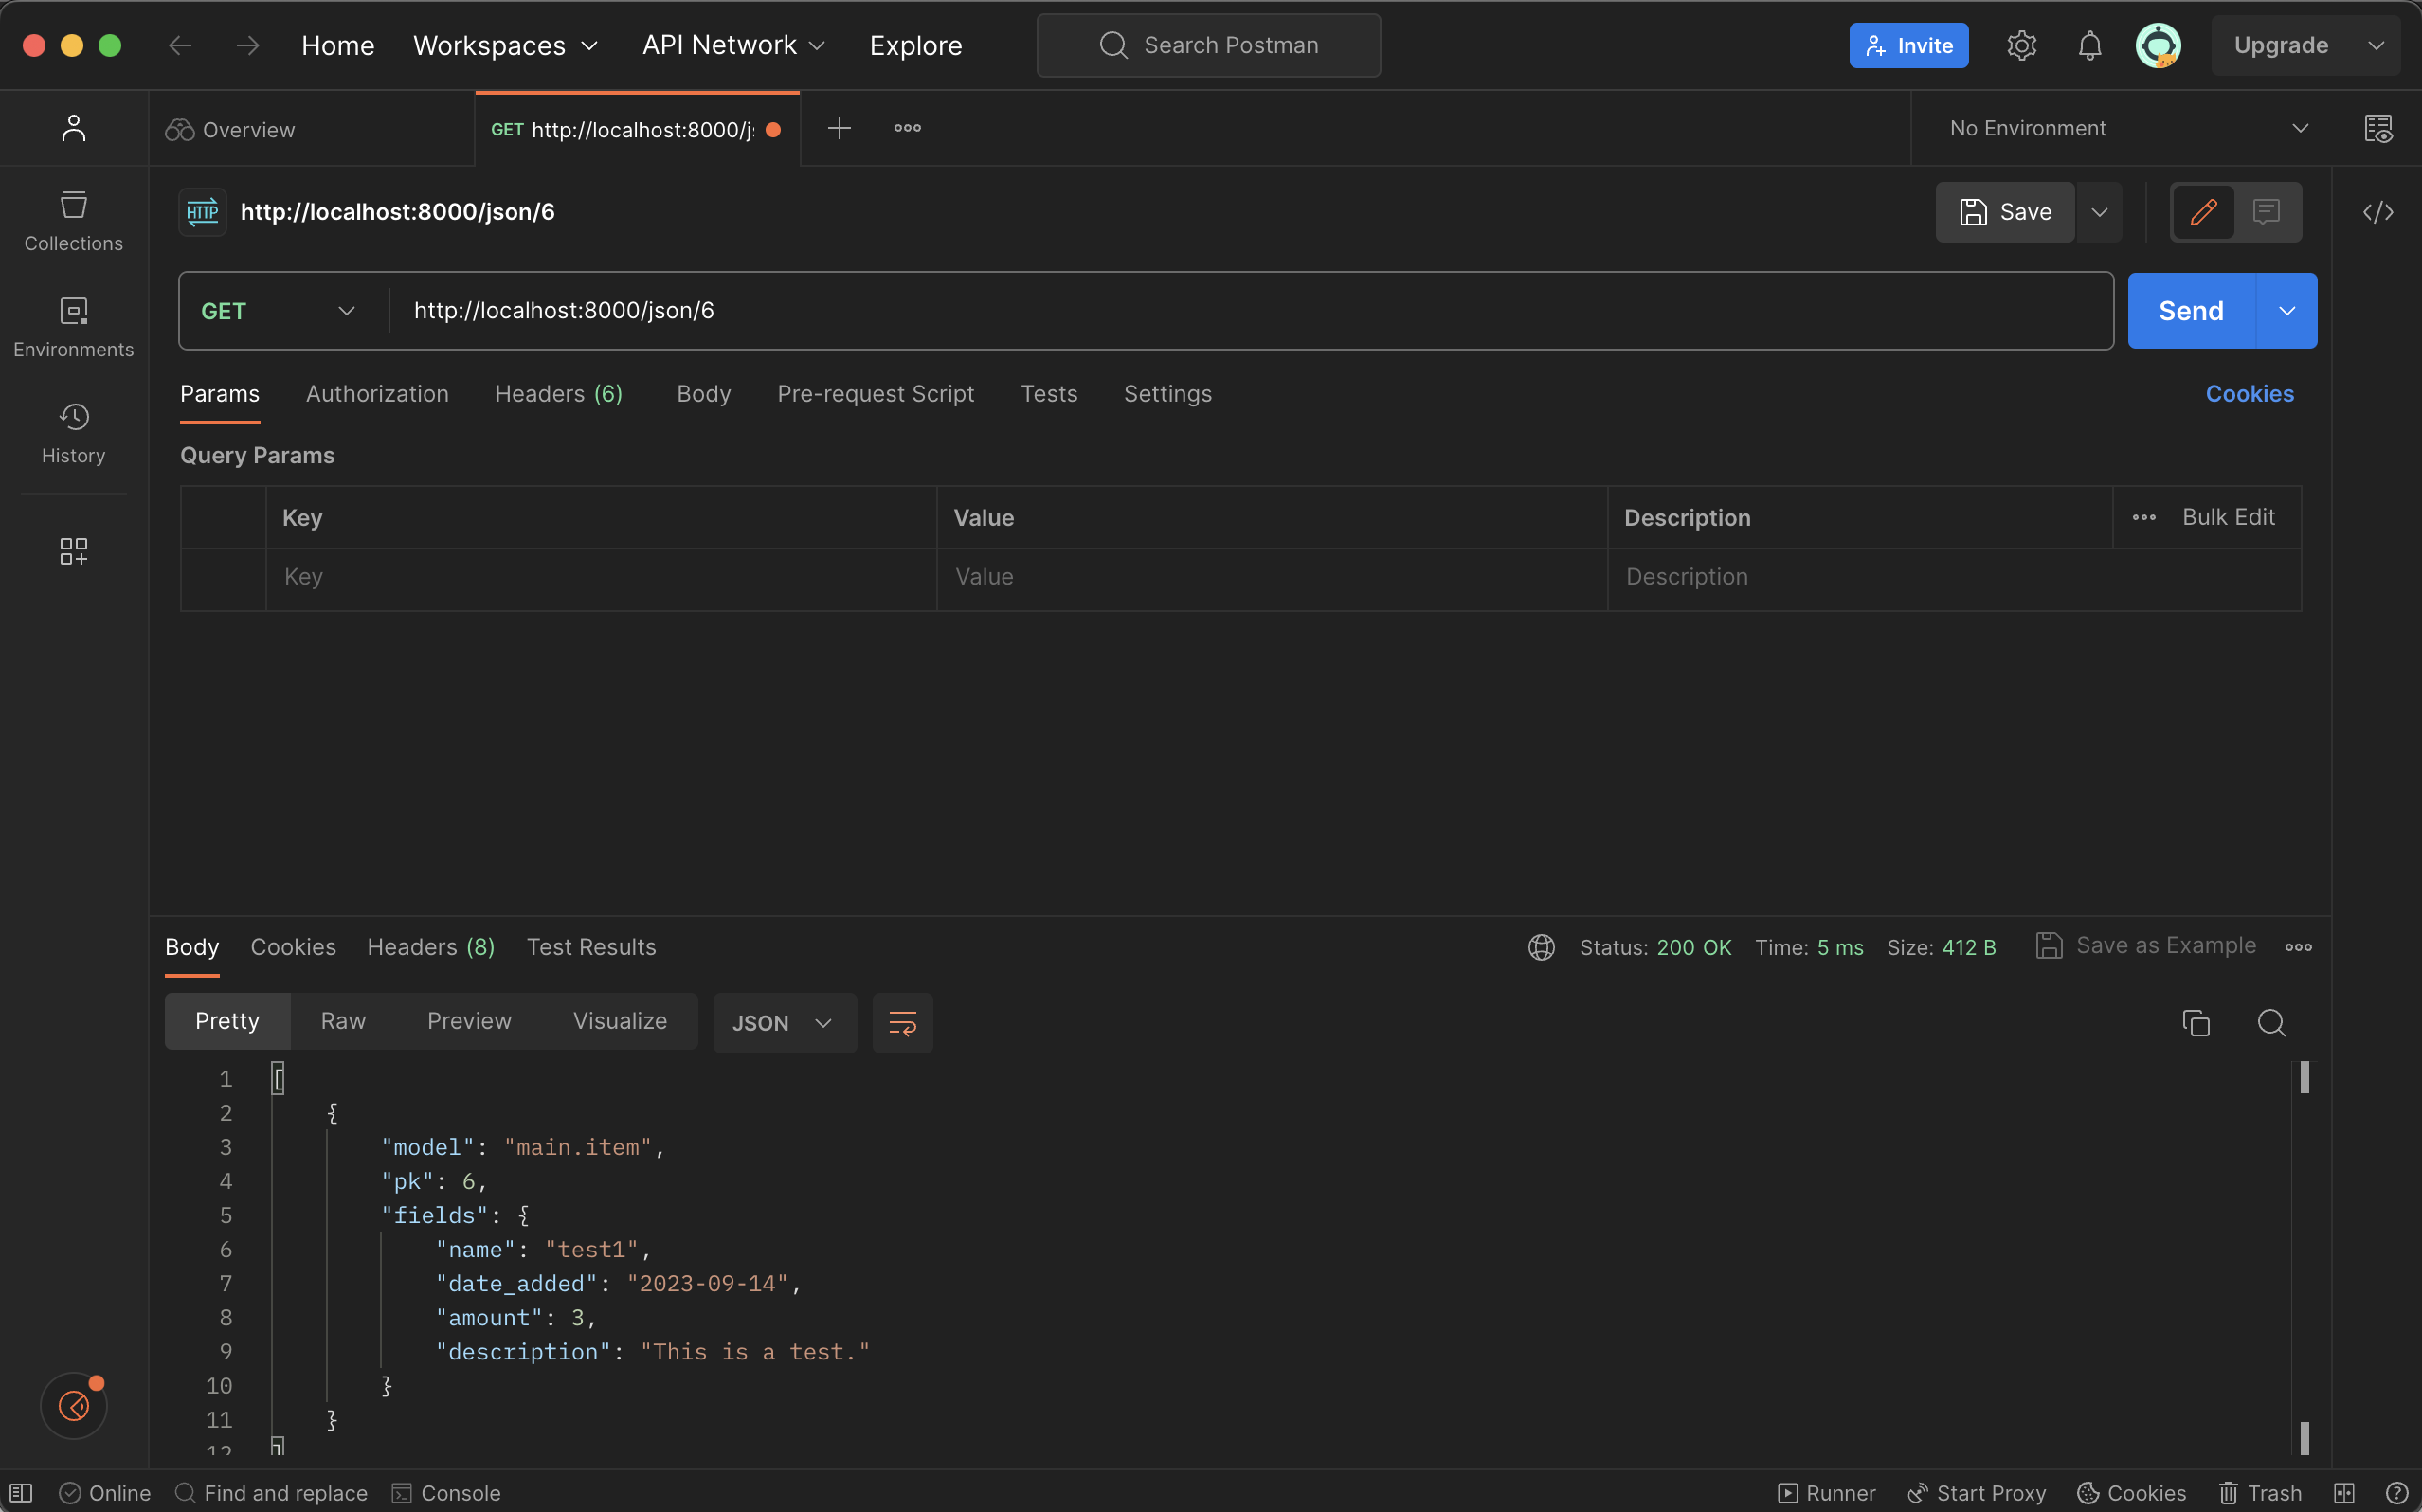 Home Workspaces API Network Explore Search Postman Invite Upgrade
Overview GET http://localhost:8000/j No Environment
HTTP http://localhost:8000/json/6 Save
GET http://localhost:8000/json/6 Send
Collections
Environments
History
Params Authorization Headers (6) Body Pre-request Script Tests Settings Cookies
Query Params
Key Value Description Bulk Edit
Key Value Description
Body Cookies Headers (8) Test Results Status: 200 OK Time: 5 ms Size: 412 B Save as Example
Pretty Raw Preview Visualize JSON
1 [
2 {
3 "model": "main.item",
4 "pk": 6,
5 "fields": {
6 "name": "test1",
7 "date_added": "2023-09-14",
8 "amount": 3,
9 "description": "This is a test."
10 }
11 }
12 ]
Online Find and replace Console Runner Start Proxy Cookies Trash